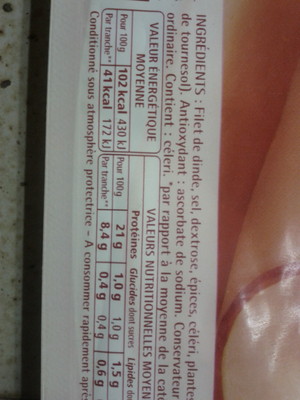 INGRÉDIENTS : Filet de dinde, sel, dextrose, épices, céléri, plantes
de tournesol), Antioxydant : ascorbate de sodium. Conservateur
ordinaire. Contient : céleri. *par rapport à la moyenne de la caté
VALEUR ÉNERGÉTIQUE MOYENNE
Pour 100g 102 kcal 430 kJ
Par tranche** 41 kcal 172 kJ
VALEURS NUTRITIONNELLES MOYEN
Protéines Glucides dont sucres Lipides do
Pour 100g 21 g 1,0 g 1,0 g 1,5 g
Par tranche** 8,4 g 0,4 g 0,4 g 0,6 g
Conditionné sous atmosphère protectrice - A consommer rapidement aprè